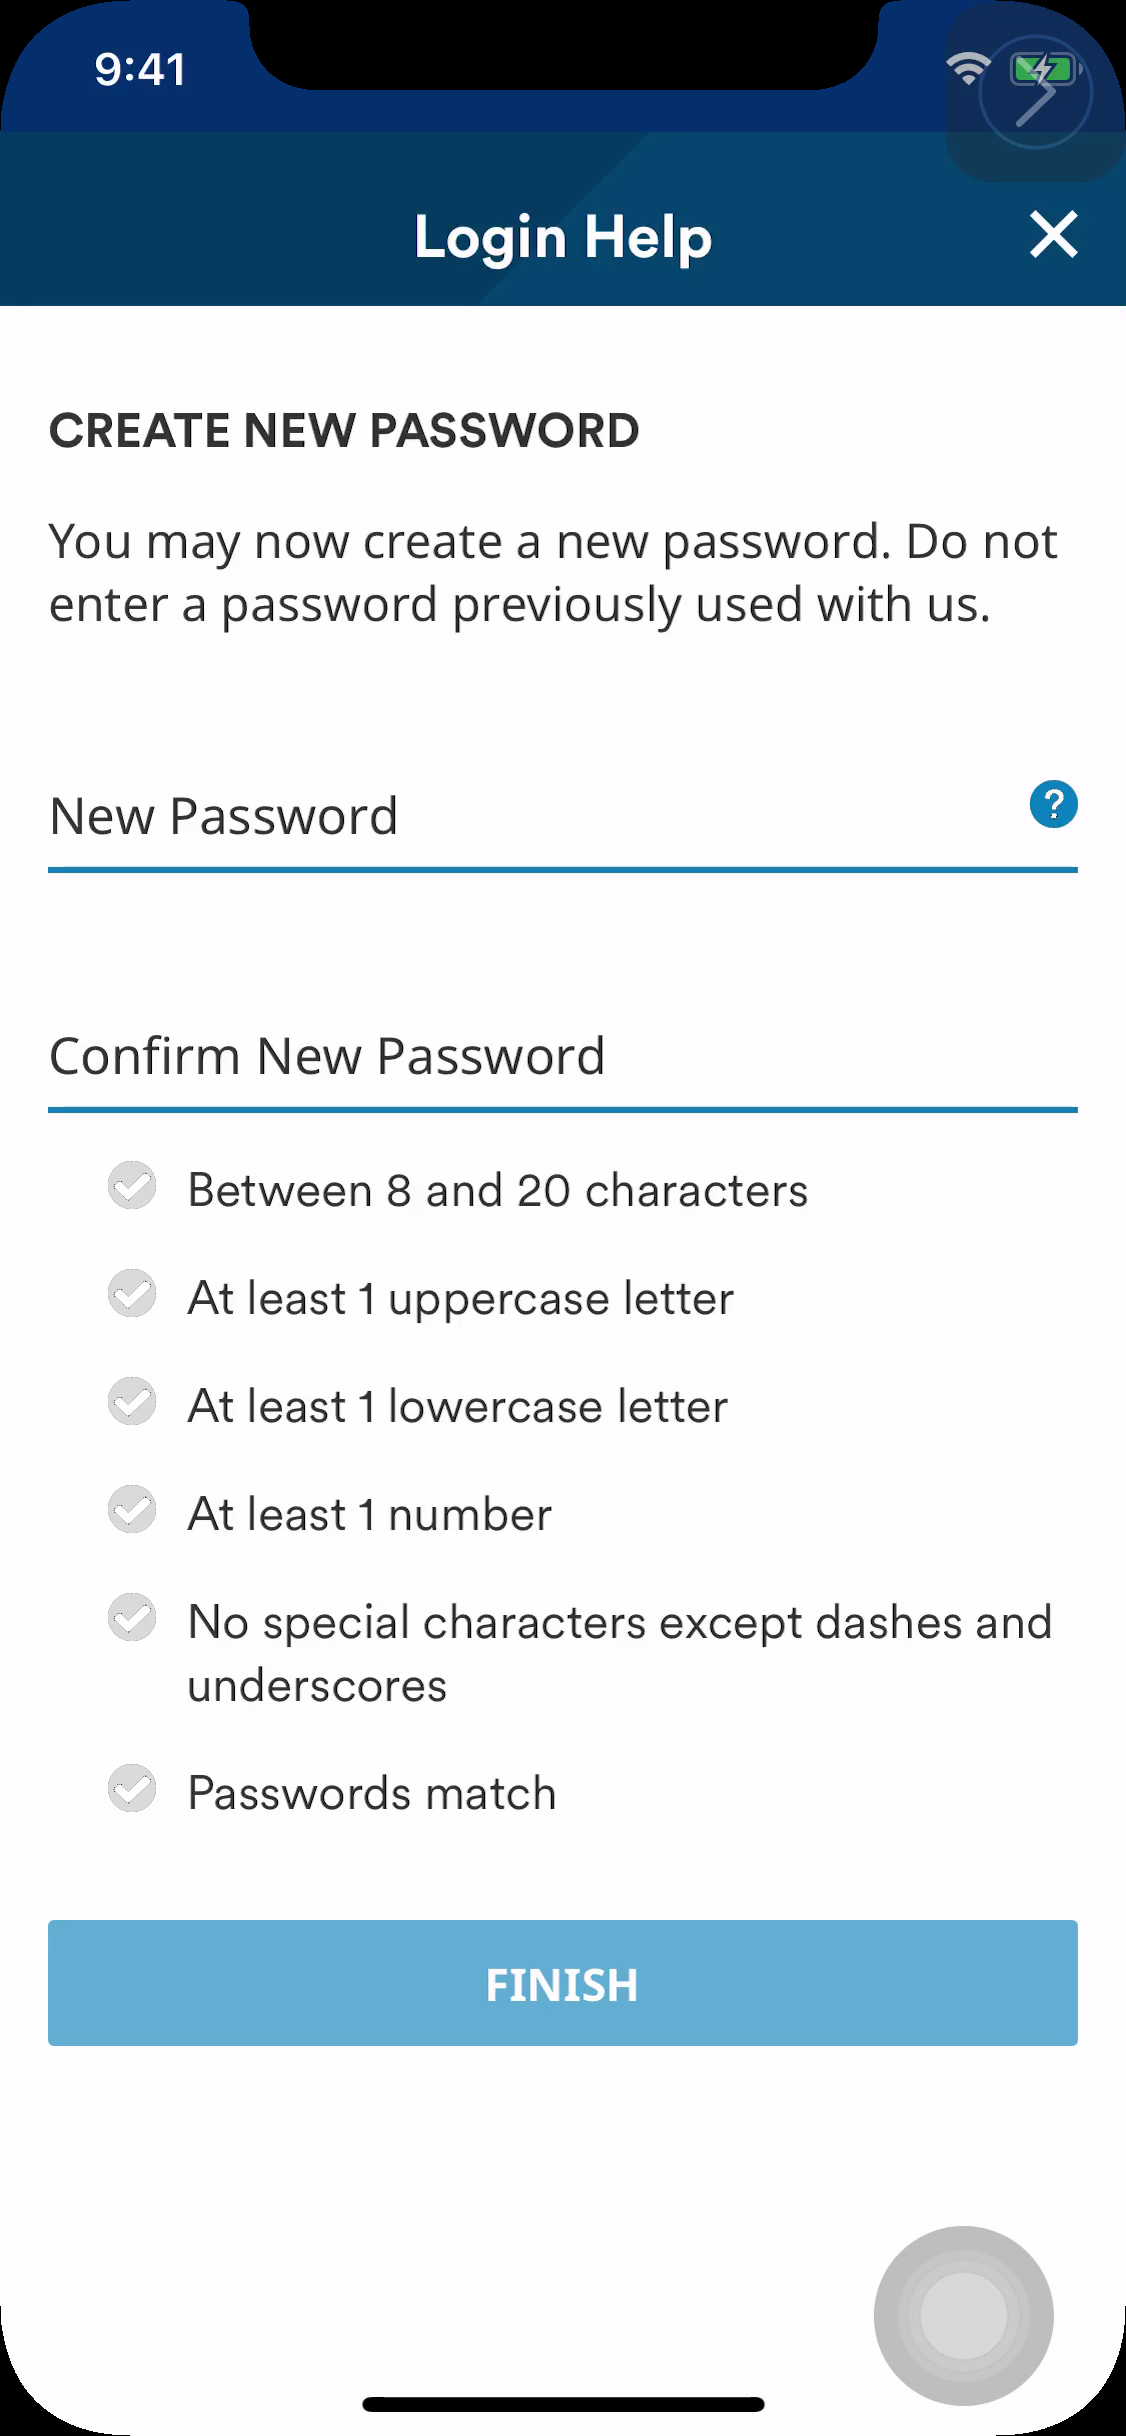 9:41
Login Help
CREATE NEW PASSWORD
You may now create a new password. Do not
enter a password previously used with us.
New Password
?
Confirm New Password
Between 8 and 20 characters
At least 1 uppercase letter
At least 1 lowercase letter
At least 1 number
No special characters except dashes and
underscores
Passwords match
FINISH